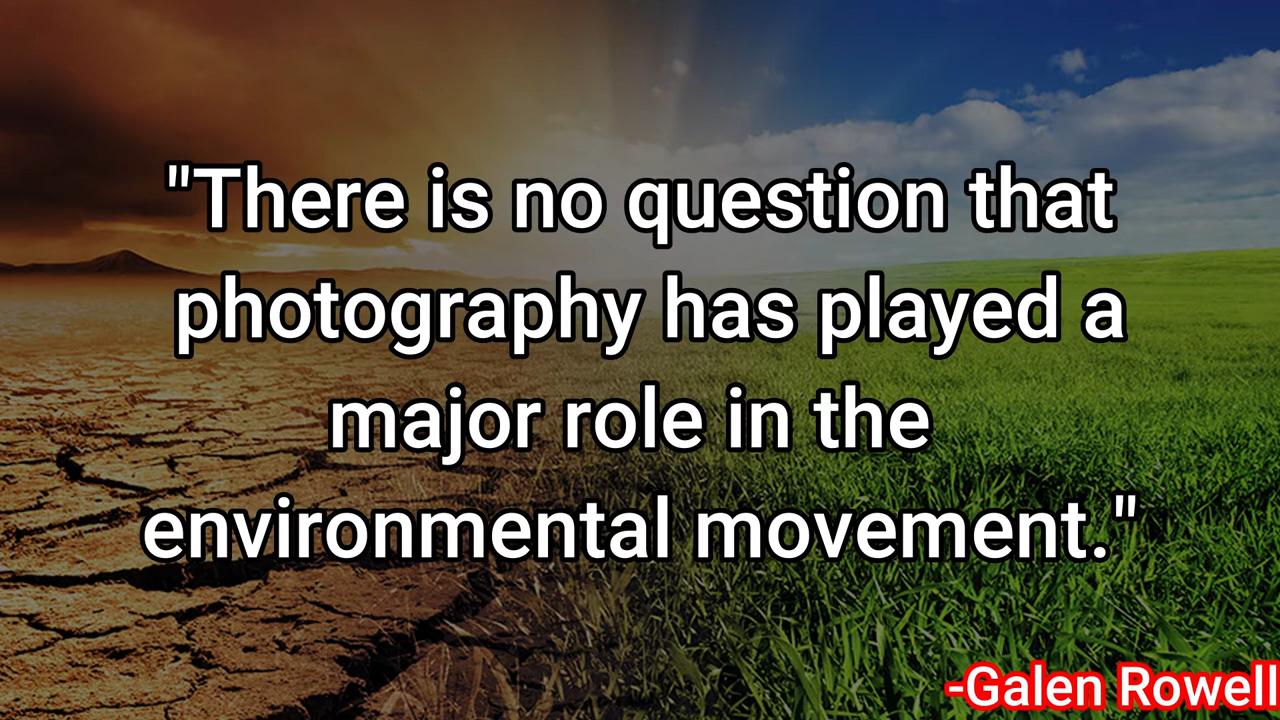 "There is no question that
photography has played a
major role in the
environmental movement."
-Galen Rowell